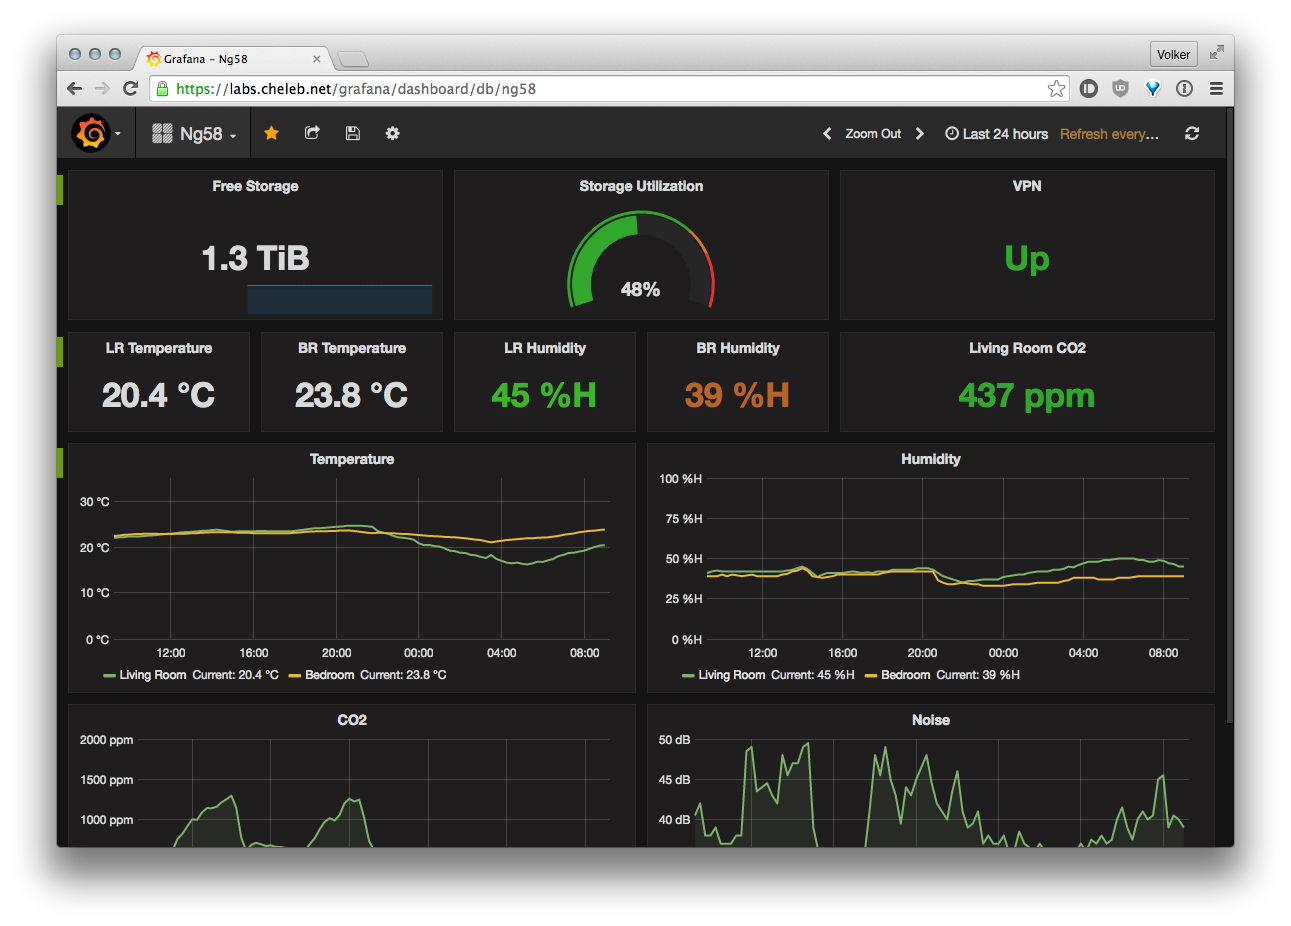 Grafana - Ng58
Volker
https://labs.cheleb.net/grafana/dashboard/db/ng58
Ng58
Zoom Out
Last 24 hours
Refresh every...
Free Storage
1.3 TiB
Storage Utilization
48%
VPN
Up
LR Temperature
20.4 °C
BR Temperature
23.8 °C
LR Humidity
45 %H
BR Humidity
39 %H
Living Room CO2
437 ppm
Temperature
30 °C
20 °C
10 °C
0 °C
12:00 16:00 20:00 00:00 04:00 08:00
Living Room Current: 20.4 °C Bedroom Current: 23.8 °C
Humidity
100 %H
75 %H
50 %H
25 %H
0 %H
12:00 16:00 20:00 00:00 04:00 08:00
Living Room Current: 45 %H Bedroom Current: 39 %H
CO2
2000 ppm
1500 ppm
1000 ppm
Noise
50 dB
45 dB
40 dB